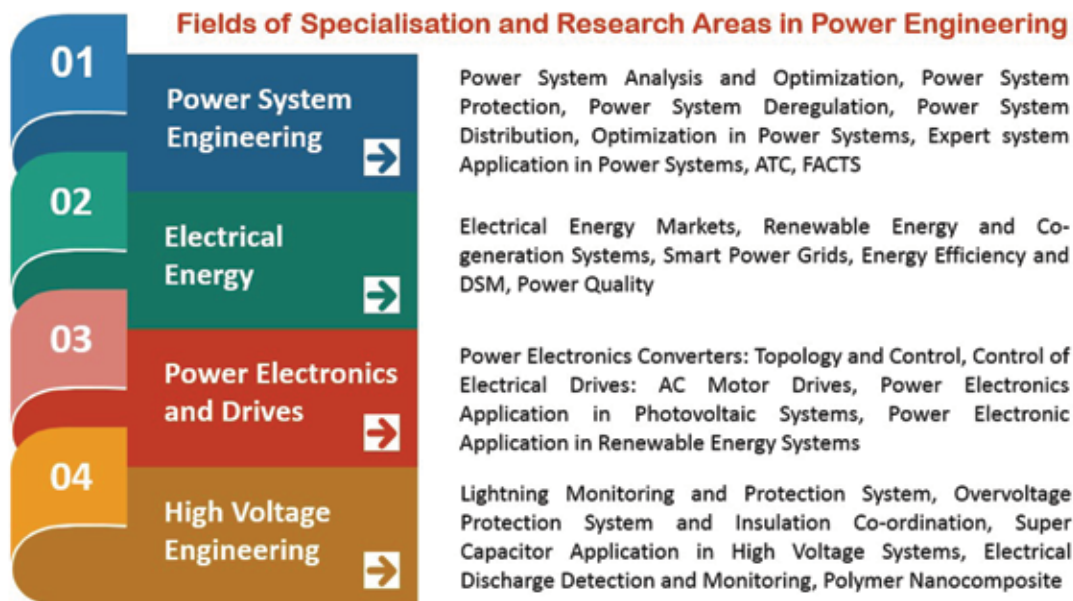 Fields of Specialisation and Research Areas in Power Engineering
01
Power System
Engineering
Power System Analysis and Optimization, Power System
Protection, Power System Deregulation, Power System
Distribution, Optimization in Power Systems, Expert system
Application in Power Systems, ATC, FACTS
02
Electrical
Energy
Electrical Energy Markets, Renewable Energy and Co-
generation Systems, Smart Power Grids, Energy Efficiency and
DSM, Power Quality
03
Power Electronics
and Drives
Power Electronics Converters: Topology and Control, Control of
Electrical Drives: AC Motor Drives, Power Electronics
Application in Photovoltaic Systems, Power Electronic
Application in Renewable Energy Systems
04
High Voltage
Engineering
Lightning Monitoring and Protection System, Overvoltage
Protection System and Insulation Co-ordination, Super
Capacitor Application in High Voltage Systems, Electrical
Discharge Detection and Monitoring, Polymer Nanocomposite